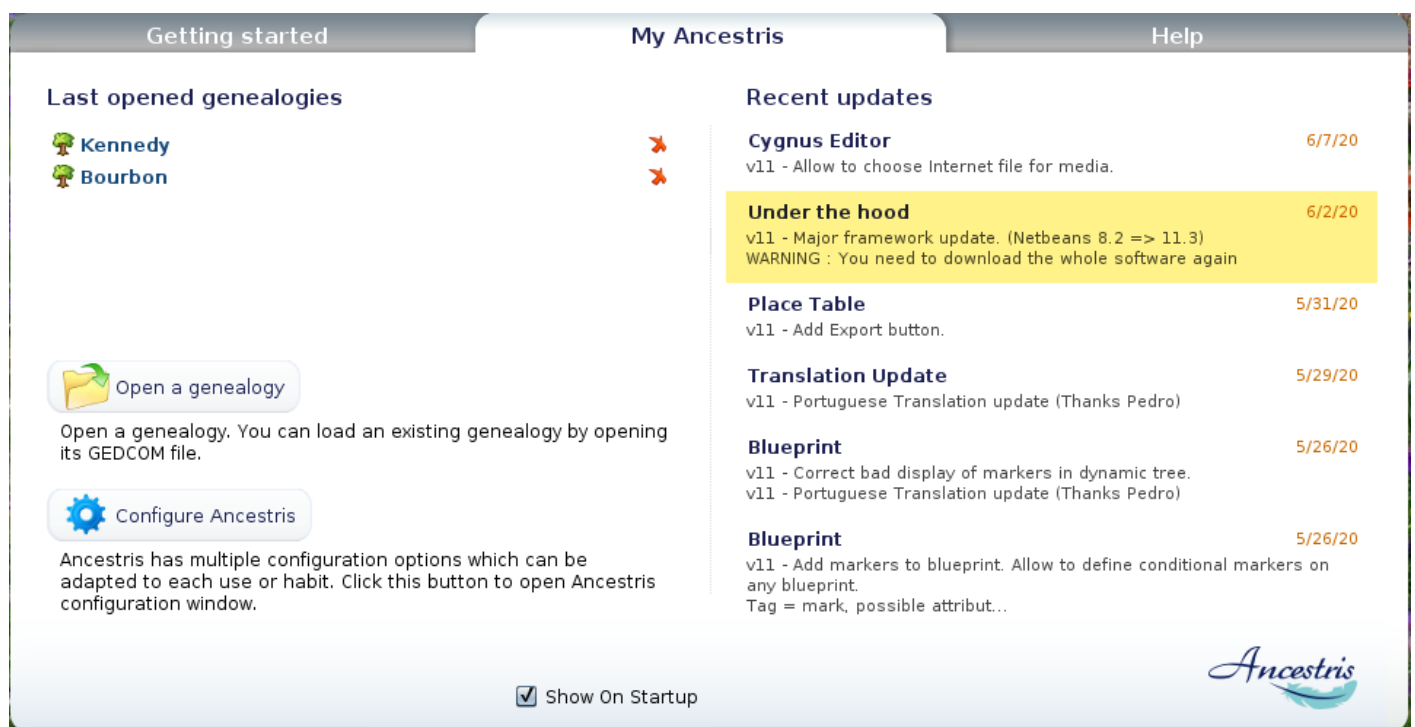 Getting started
My Ancestris
Help
Last opened genealogies
Kennedy
Bourbon
Open a genealogy
Open a genealogy. You can load an existing genealogy by opening
its GEDCOM file.
Configure Ancestris
Ancestris has multiple configuration options which can be
adapted to each use or habit. Click this button to open Ancestris
configuration window.
Recent updates
Cygnus Editor 6/7/20
v11 - Allow to choose Internet file for media.
Under the hood 6/2/20
v11 - Major framework update. (Netbeans 8.2 => 11.3)
WARNING : You need to download the whole software again
Place Table 5/31/20
v11 - Add Export button.
Translation Update 5/29/20
v11 - Portuguese Translation update (Thanks Pedro)
Blueprint 5/26/20
v11 - Correct bad display of markers in dynamic tree.
v11 - Portuguese Translation update (Thanks Pedro)
Blueprint 5/26/20
v11 - Add markers to blueprint. Allow to define conditional markers on
any blueprint.
Tag = mark, possible attribut...
Ancestris
Show On Startup